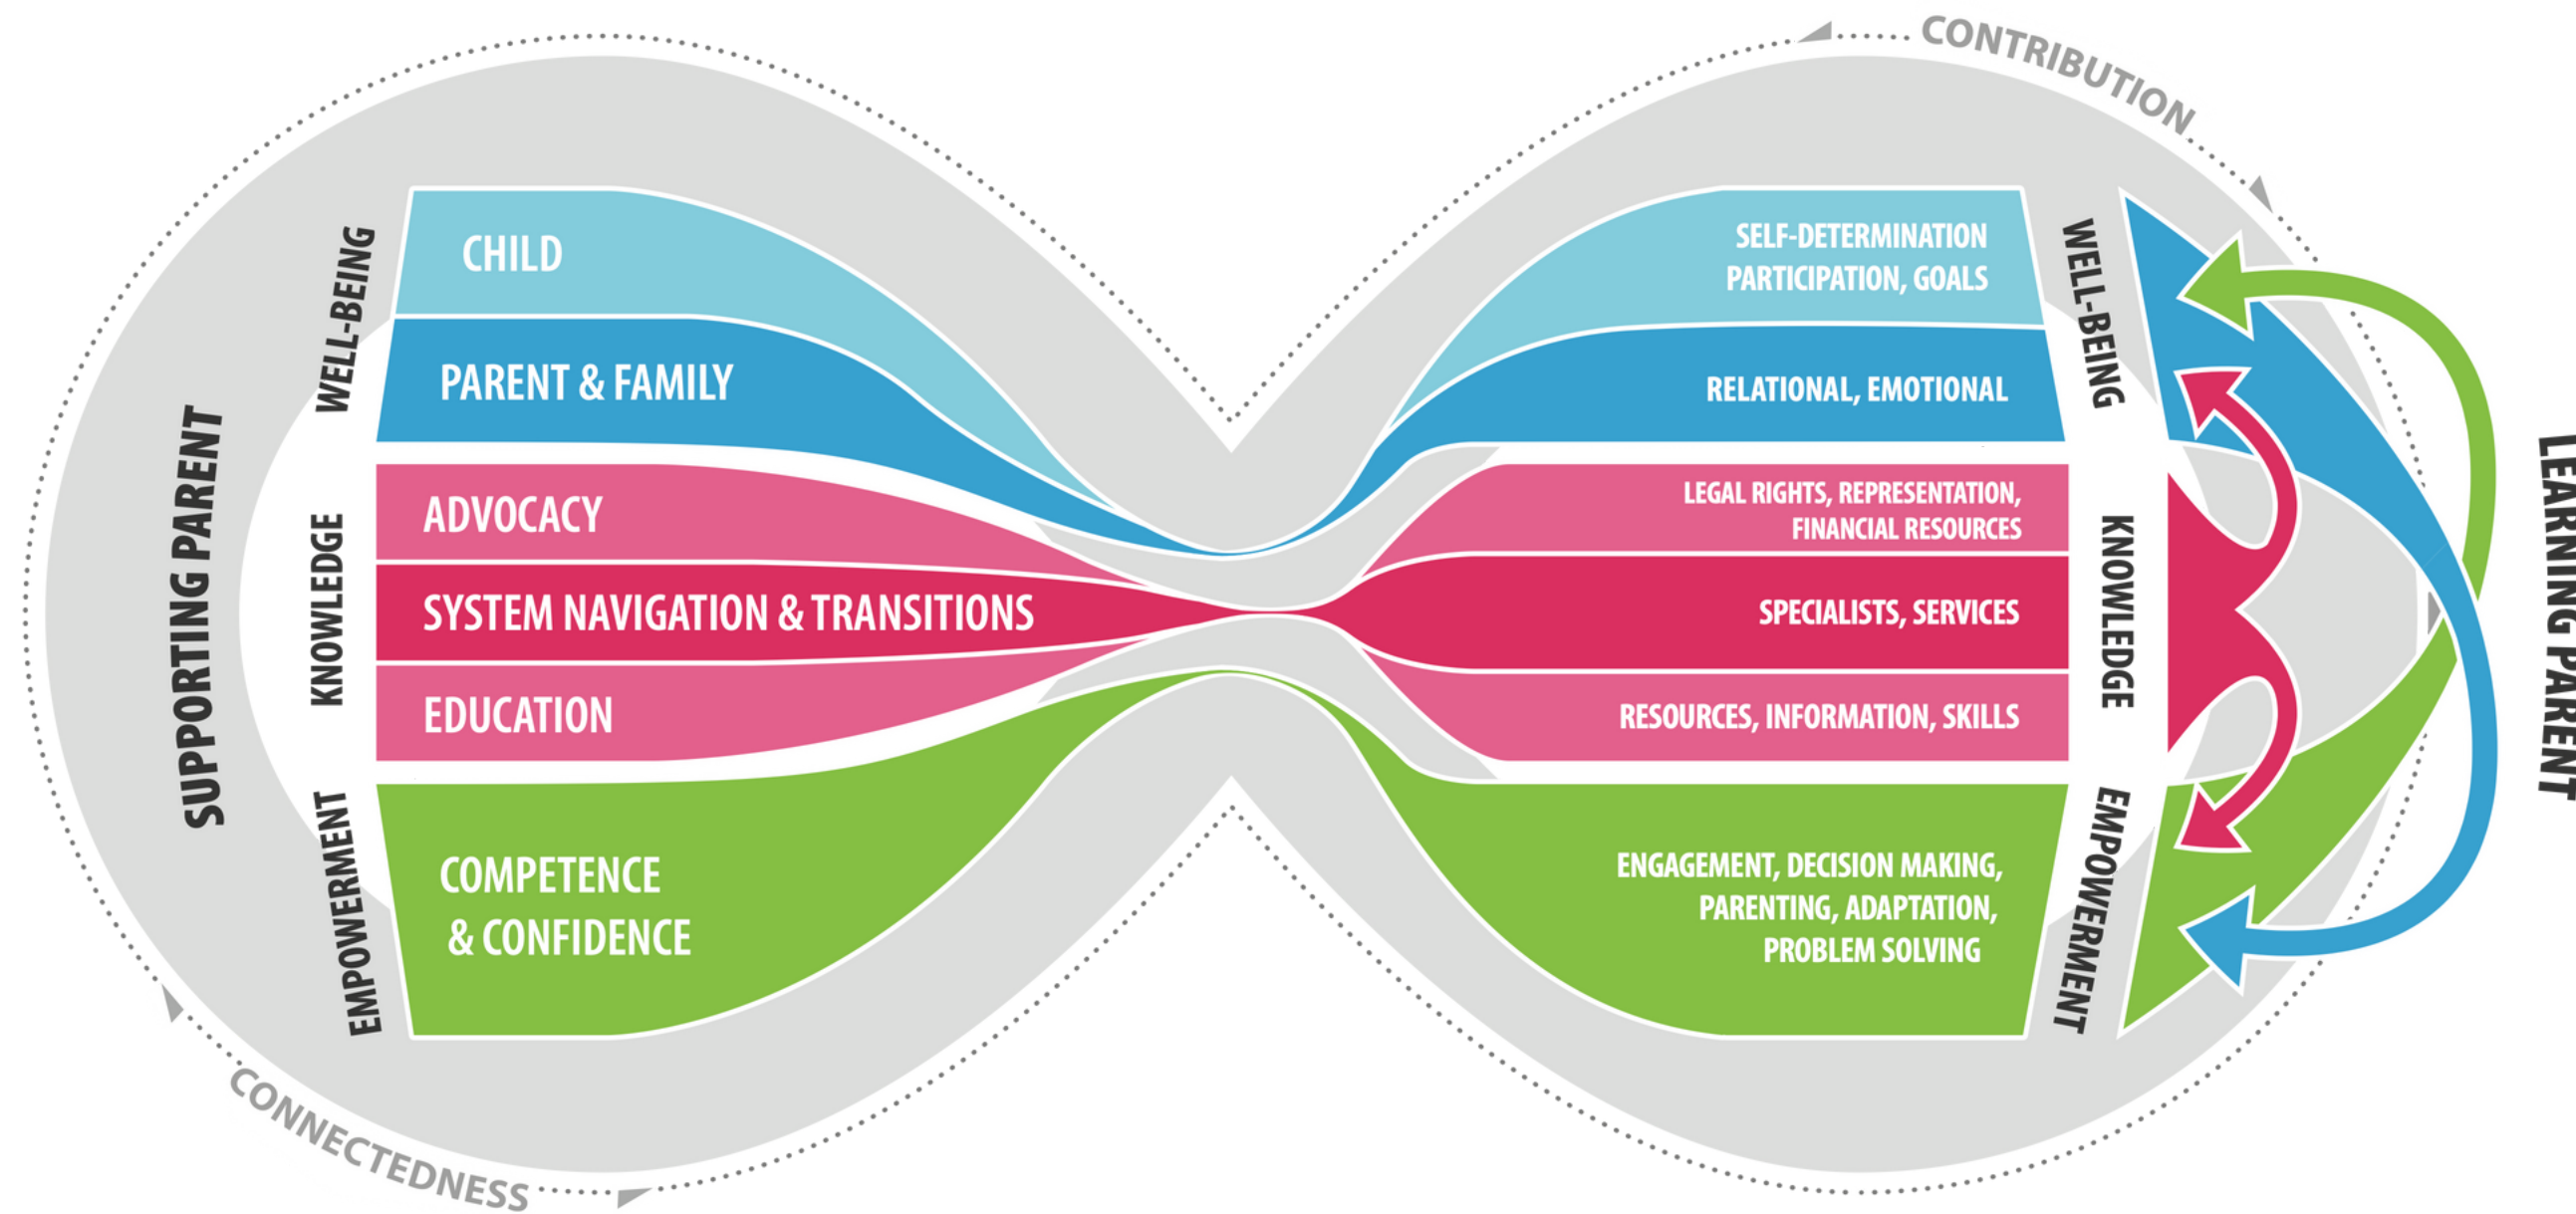 SUPPORTING PARENT
WELL-BEING
CHILD
PARENT & FAMILY
KNOWLEDGE
ADVOCACY
SYSTEM NAVIGATION & TRANSITIONS
EDUCATION
EMPOWERMENT
COMPETENCE
& CONFIDENCE
CONNECTEDNESS
CONTRIBUTION
SELF-DETERMINATION
PARTICIPATION, GOALS
RELATIONAL, EMOTIONAL
WELL-BEING
LEGAL RIGHTS, REPRESENTATION,
FINANCIAL RESOURCES
SPECIALISTS, SERVICES
RESOURCES, INFORMATION, SKILLS
KNOWLEDGE
ENGAGEMENT, DECISION MAKING,
PARENTING, ADAPTATION,
PROBLEM SOLVING
EMPOWERMENT
LEARNING PARENT